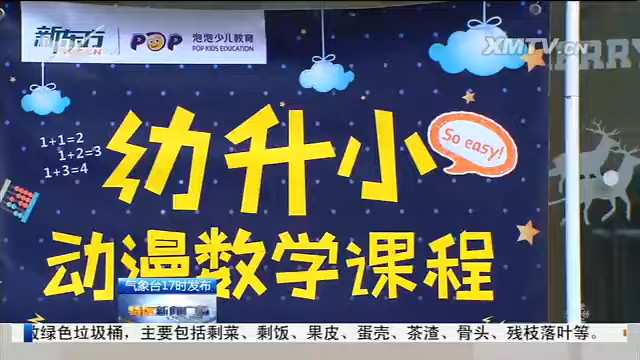 新东方
POP
泡泡少儿教育
POP KIDS EDUCATION
XMTV.CN
1+1=2
1+2=3
1+3=4
幼升小
So easy!
动漫数学课程
气象台17时发布
绿色垃圾桶，主要包括剩菜、剩饭、果皮、蛋壳、茶渣、骨头、残枝落叶等。